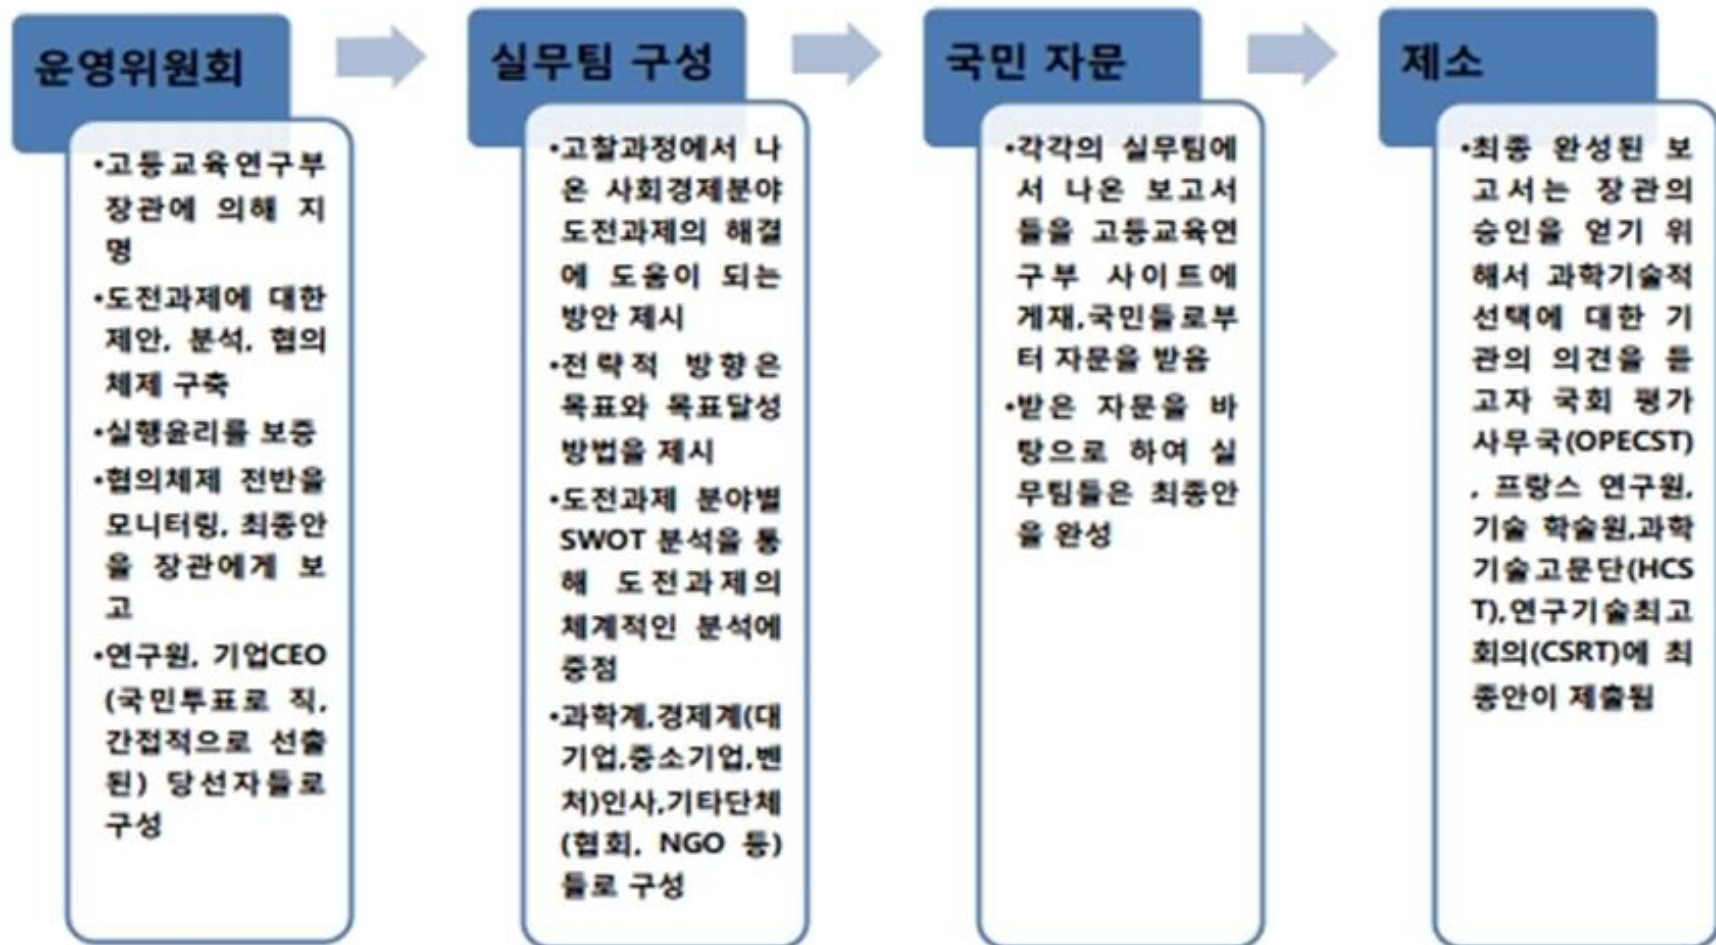 운영위원회
•고등교육연구부
장관에 의해 지
명
•도전과제에 대한
제안, 분석, 협의
체제 구축
•실행윤리를 보증
•협의체제 전반을
모니터링, 최종안
을 장관에게 보
고
•연구원, 기업CEO
(국민투표로 직,
간접적으로 선출
된) 당선자들로
구성
실무팀 구성
•고찰과정에서 나
온 사회경제분야
도전과제의 해결
에 도움이 되는
방안 제시
•전략적 방향은
목표와 목표달성
방법을 제시
•도전과제 분야별
SWOT 분석을 통
해 도전과제의
체계적인 분석에
중점
•과학계,경제계(대
기업,중소기업,벤
처)인사,기타단체
(협회, NGO 등)
들로 구성
국민 자문
•각각의 실무팀에
서 나온 보고서
들을 고등교육연
구부 사이트에
게재,국민들로부
터 자문을 받음
•받은 자문을 바
탕으로 하여 실
무팀들은 최종안
을 완성
제소
•최종 완성된 보
고서는 장관의
승인을 얻기 위
해서 과학기술적
선택에 대한 기
관의 의견을 듣
고자 국회 평가
사무국(OPECST)
, 프랑스 연구원,
기술 학술원,과학
기술고문단(HCS
T),연구기술최고
회의(CSRT)에 최
종안이 제출됨